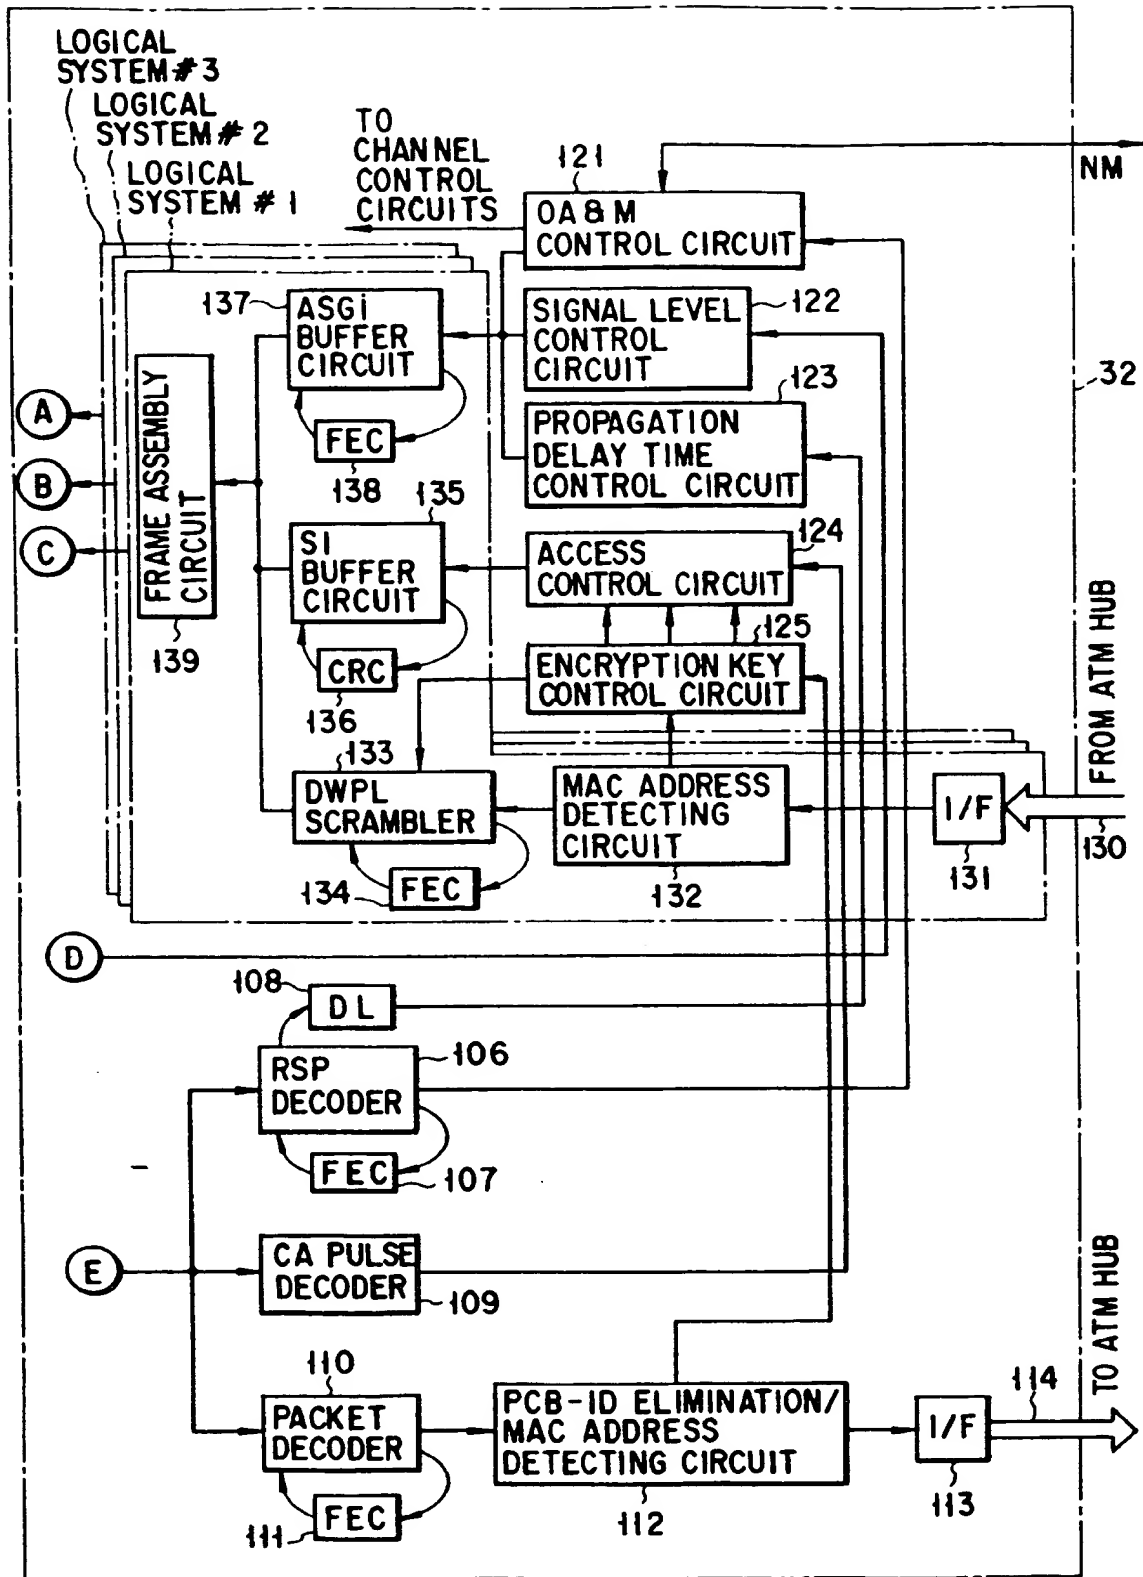 LOGICAL
SYSTEM #3
LOGICAL
SYSTEM # 2
LOGICAL
SYSTEM # 1
TO
CHANNEL
CONTROL
CIRCUITS
121
OA & M
CONTROL CIRCUIT
NM
137
ASGi
BUFFER
CIRCUIT
SIGNAL LEVEL
CONTROL
CIRCUIT
122
123
32
FEC
138
PROPAGATION
DELAY TIME
CONTROL CIRCUIT
A
B
C
FRAME ASSEMBLY
CIRCUIT
139
135
SI
BUFFER
CIRCUIT
124
ACCESS
CONTROL CIRCUIT
CRC
136
125
ENCRYPTION KEY
CONTROL CIRCUIT
133
DWPL
SCRAMBLER
MAC ADDRESS
DETECTING
CIRCUIT
132
I/F
131
FROM ATM HUB
130
134
FEC
D
108
DL
106
RSP
DECODER
FEC
107
E
CA PULSE
DECODER
109
110
PACKET
DECODER
PCB-ID ELIMINATION/
MAC ADDRESS
DETECTING CIRCUIT
112
I/F
113
114
TO ATM HUB
FEC
111